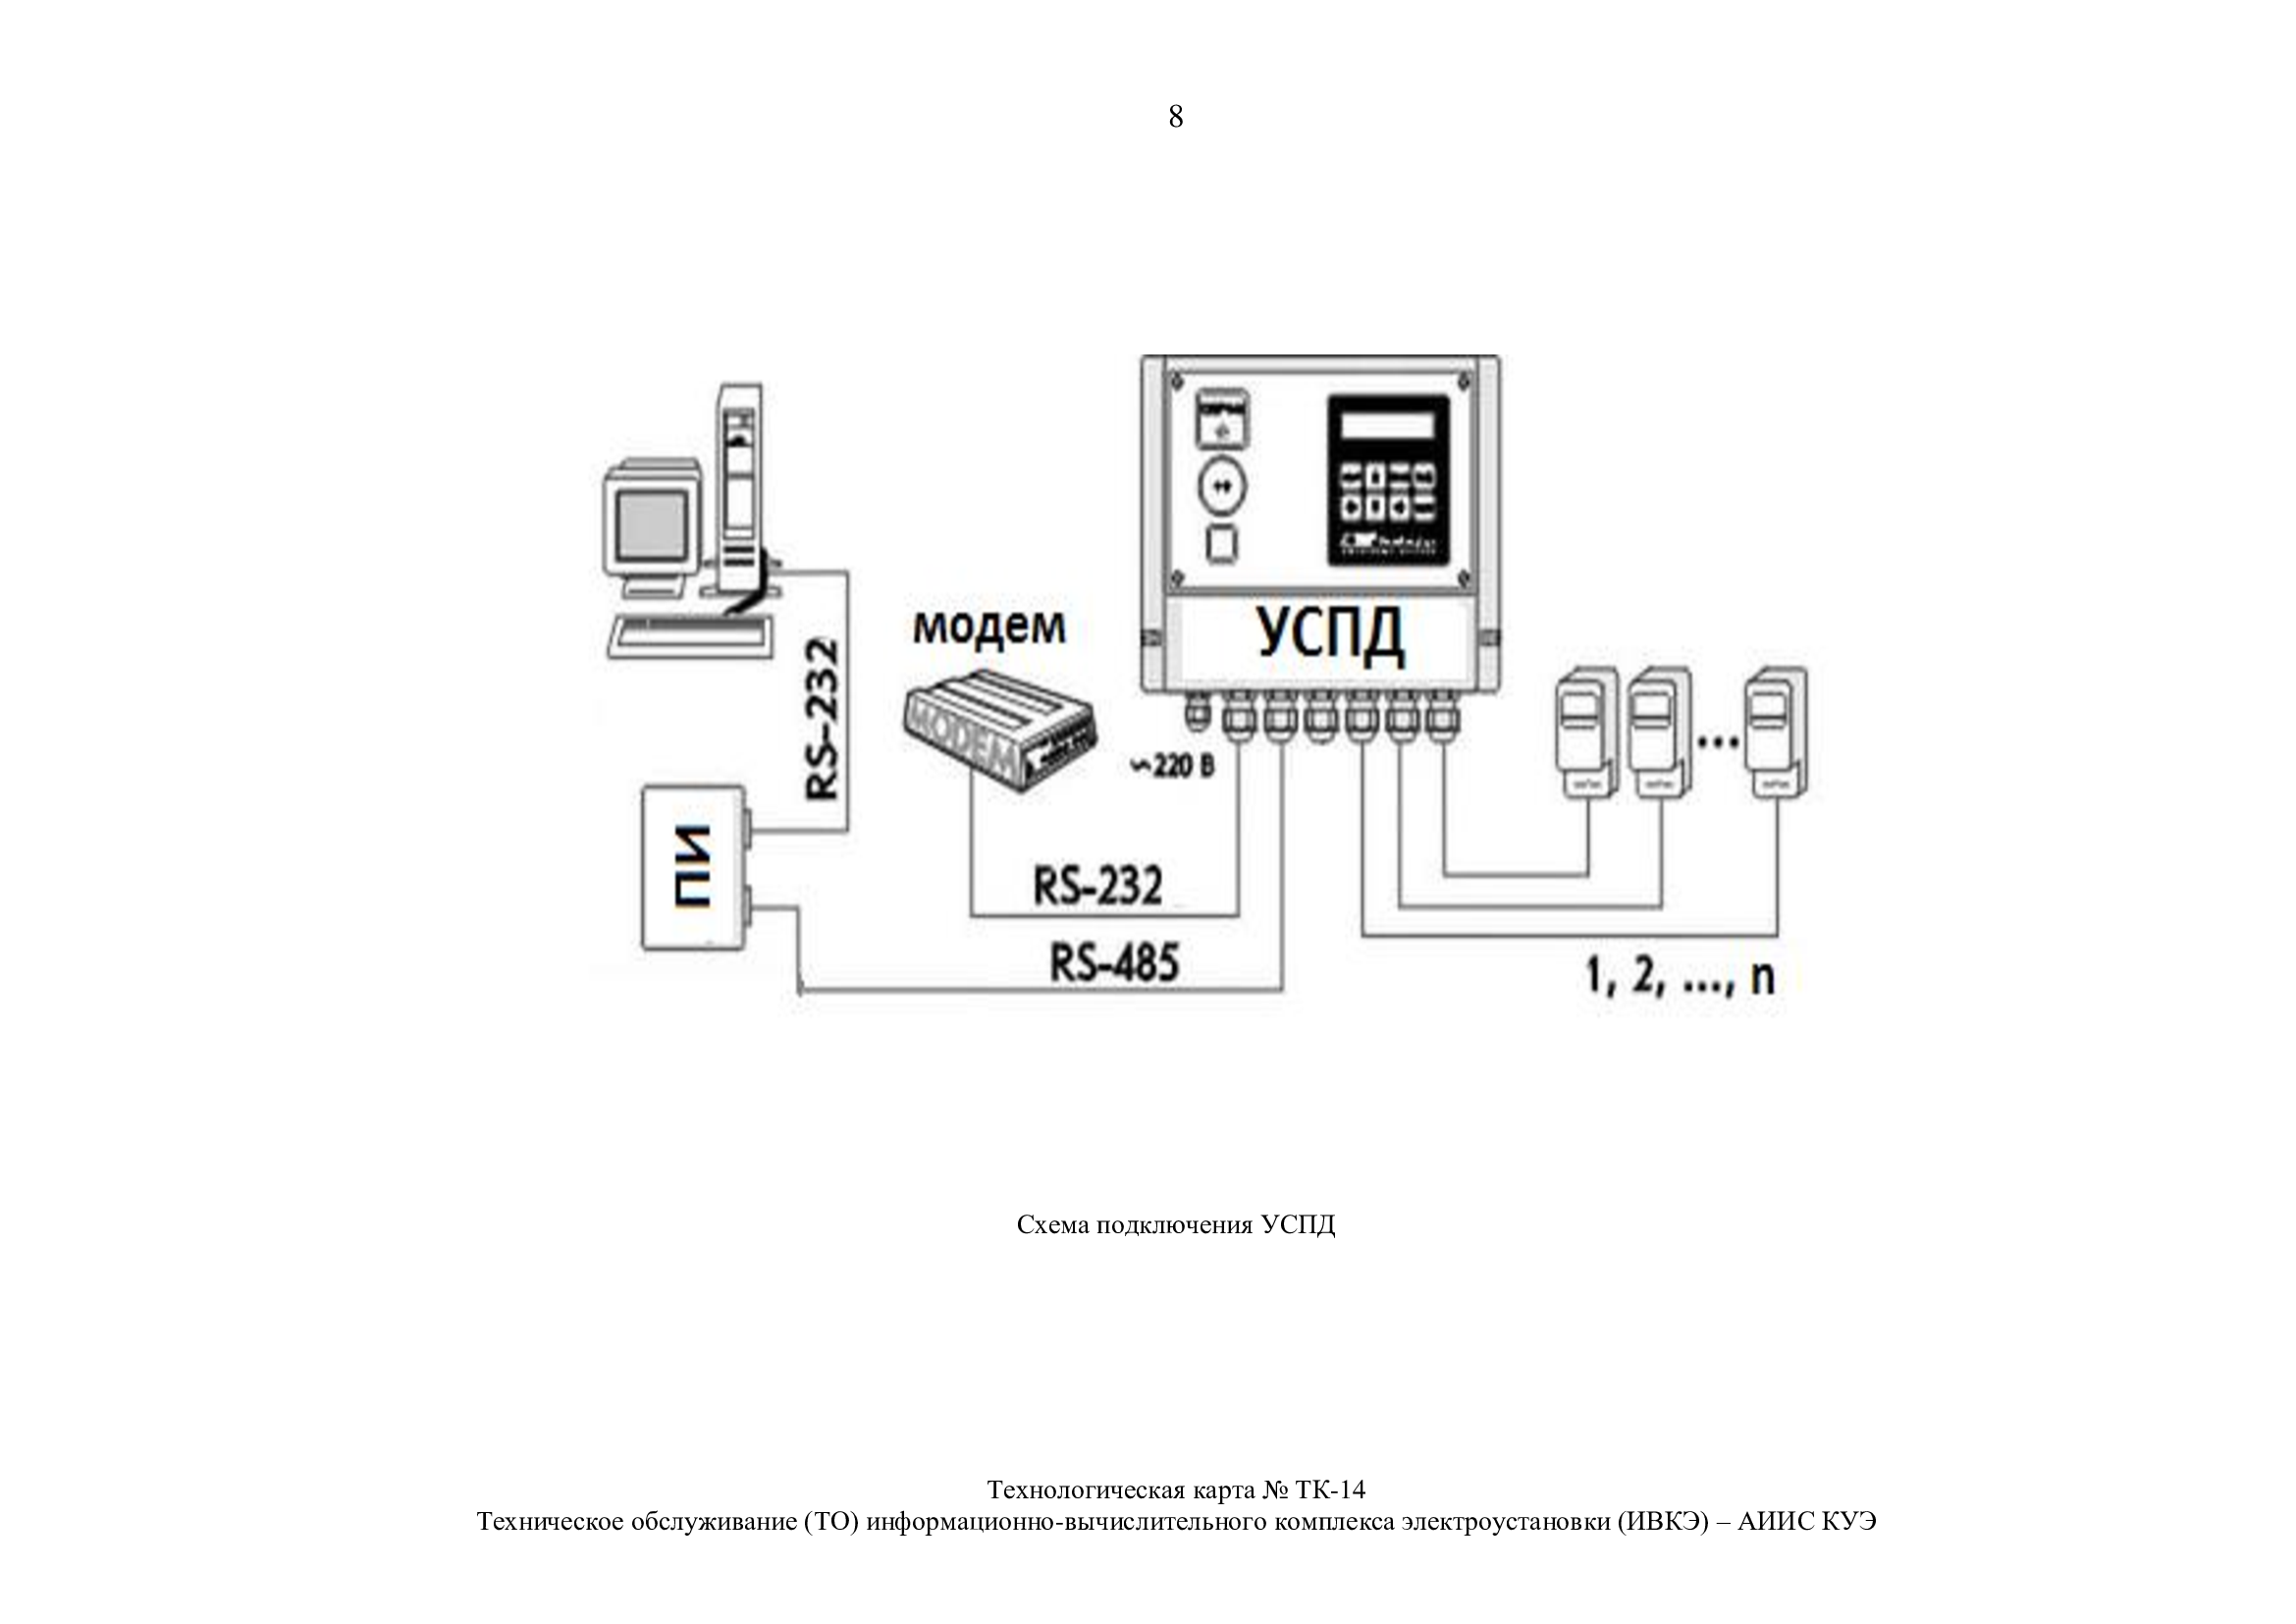 8
УСПД
модем
MODEM
RS-232
~220 В
ПИ
RS-232
RS-485
1, 2, ..., n
Схема подключения УСПД
Технологическая карта № ТК-14
Техническое обслуживание (ТО) информационно-вычислительного комплекса электроустановки (ИВКЭ) – АИИС КУЭ